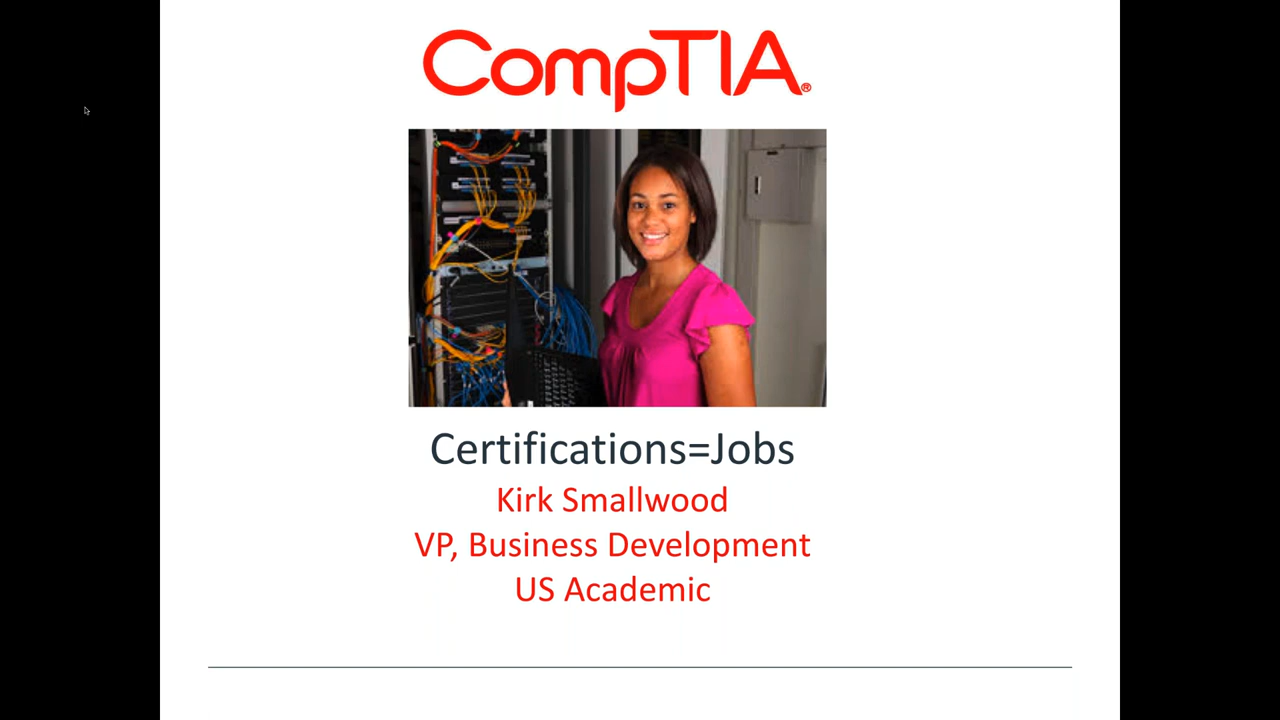 CompTIA®
Certifications=Jobs
Kirk Smallwood
VP, Business Development
US Academic